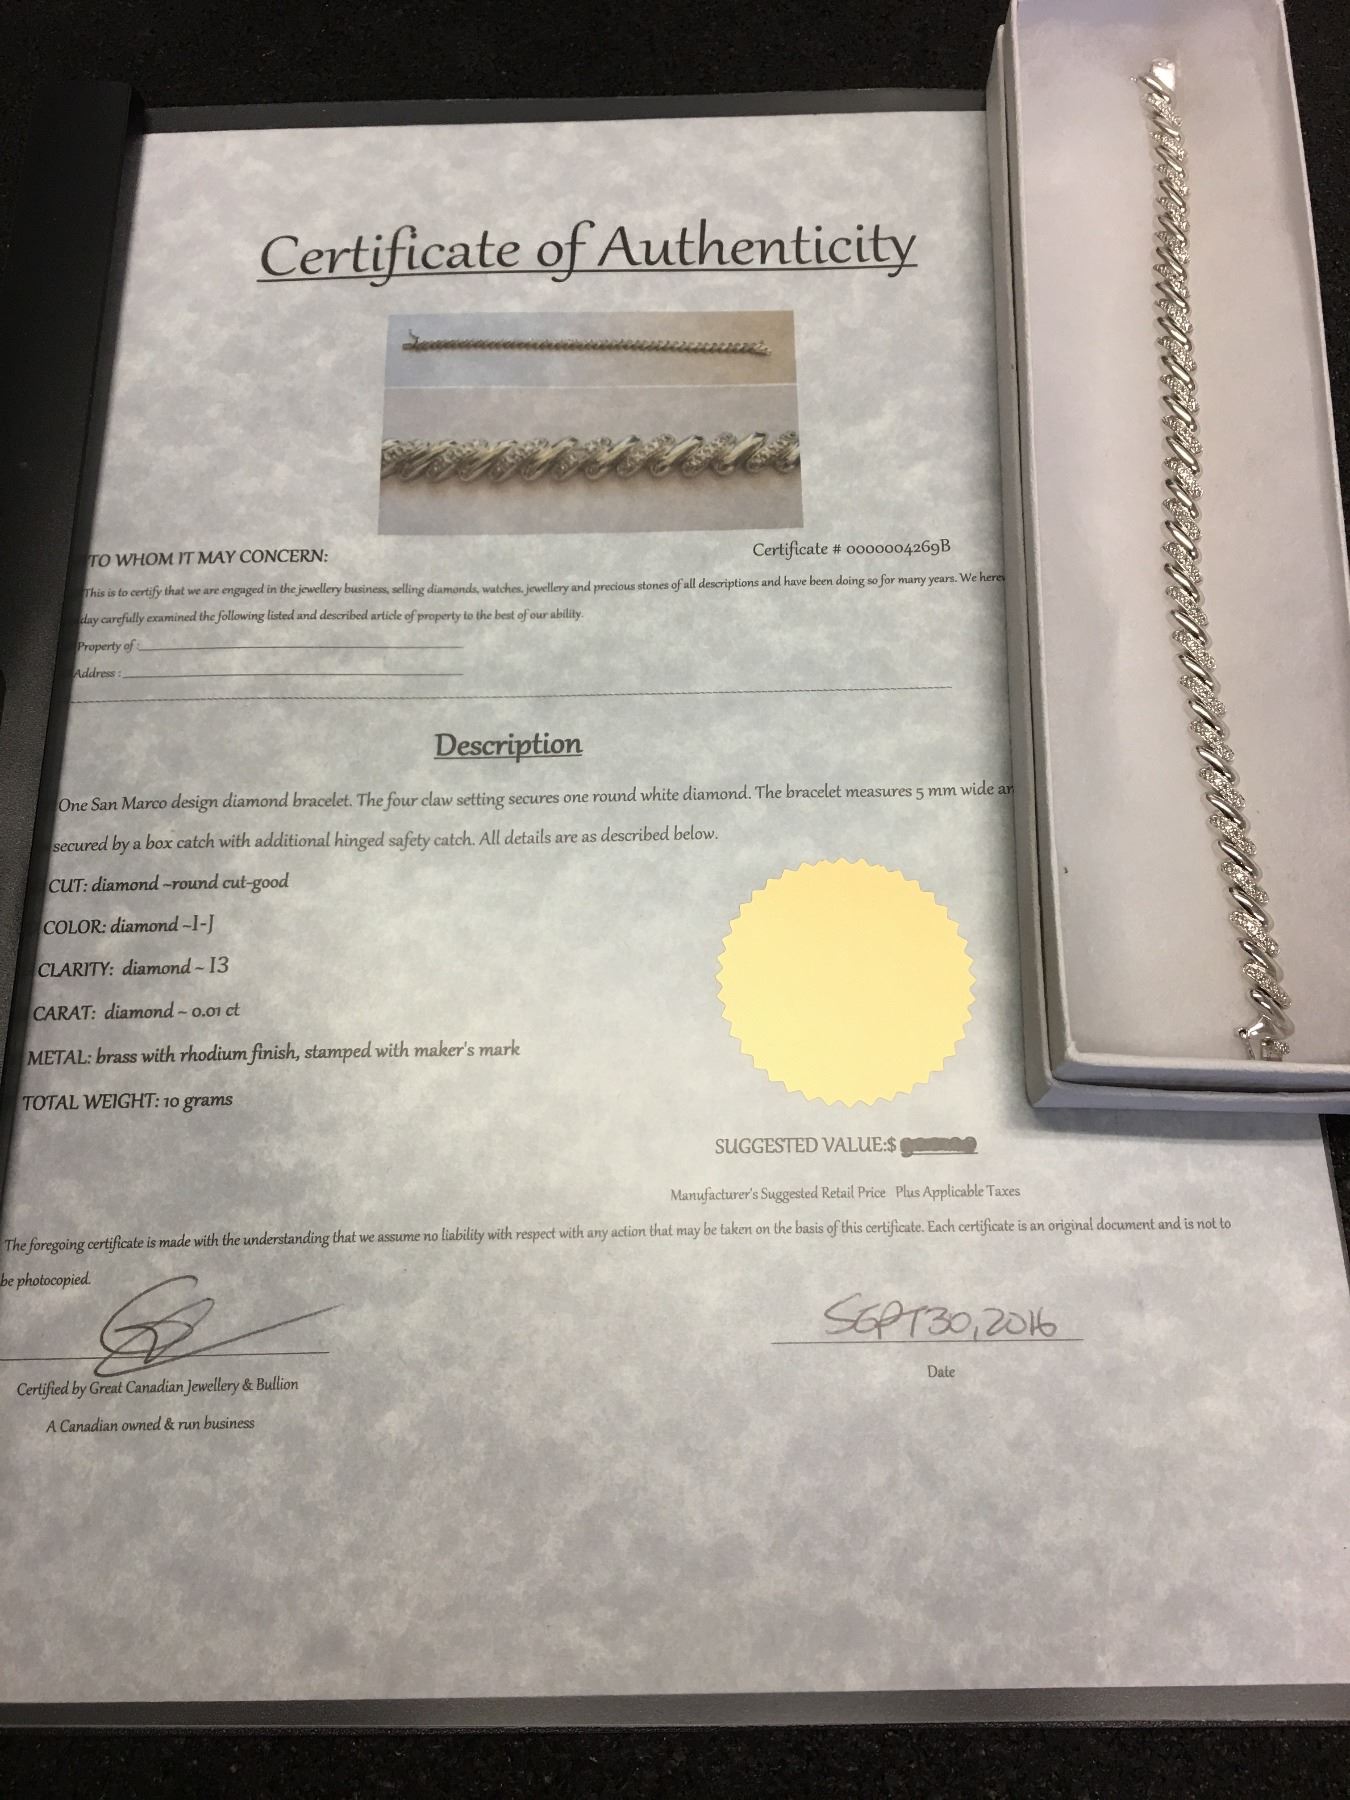 Certificate of Authenticity
TO WHOM IT MAY CONCERN:
Certificate # 0000004269B
This is to certify that we are engaged in the jewellery business, selling diamonds, watches, jewellery and precious stones of all descriptions and have been doing so for many years. We
day carefully examined the following listed and described article of property to the best of our ability.
Property of :
Address :
Description
One San Marco design diamond bracelet. The four claw setting secures one round white diamond. The bracelet measures 5 mm wide
secured by a box catch with additional hinged safety catch. All details are as described below.
CUT: diamond ~round cut-good
COLOR: diamond ~I-J
CLARITY: diamond ~ I3
CARAT: diamond ~ 0.01 ct
METAL: brass with rhodium finish, stamped with maker's mark
TOTAL WEIGHT: 10 grams
SUGGESTED VALUE:$
Manufacturer's Suggested Retail Price Plus Applicable Taxes
The foregoing certificate is made with the understanding that we assume no liability with respect with any action that may be taken on the basis of this certificate. Each certificate is an original document and is not to
be photocopied.
SEPT 30, 2016
Date
Certified by Great Canadian Jewellery & Bullion
A Canadian owned & run business